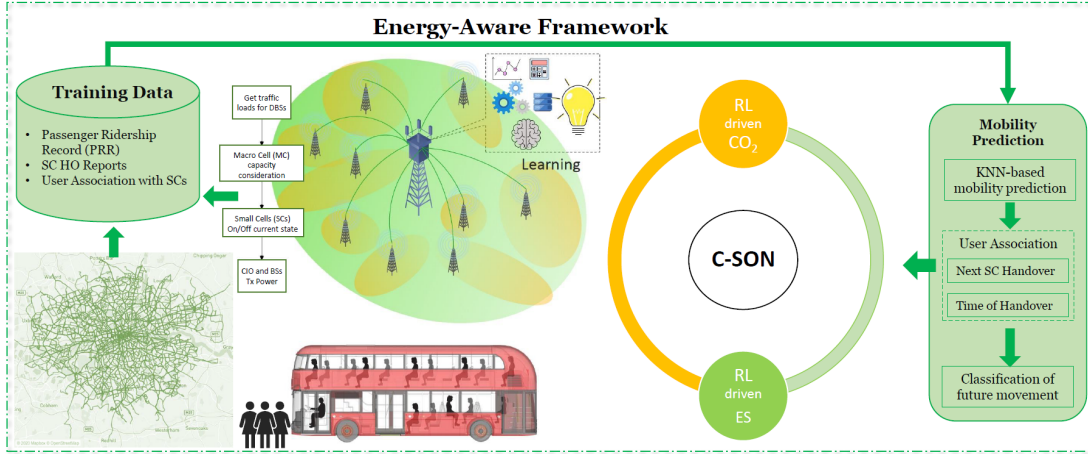 Energy-Aware Framework
Training Data
• Passenger Ridership
Record (PRR)
• SC HO Reports
• User Association with SCs
Get traffic
loads for DBSs
Macro Cell (MC)
capacity
consideration
Small Cells (SCs)
On/Off current state
CIO and BSs
Tx Power
Learning
RL
driven
CO2
C-SON
RL
driven
ES
Mobility
Prediction
KNN-based
mobility prediction
User Association
Next SC Handover
Time of Handover
Classification of
future movement